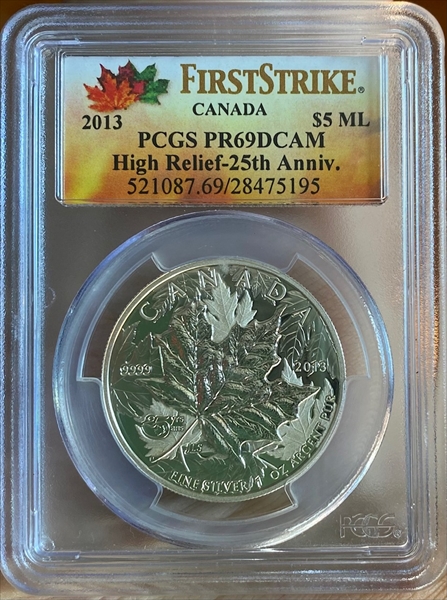 FIRSTSTRIKE®
CANADA
2013 $5 ML
PCGS PR69DCAM
High Relief-25th Anniv.
521087.69/28475195
CANADA
9999 2013
25
FINE SILVER 1 OZ ARGENT PUR
PCGS